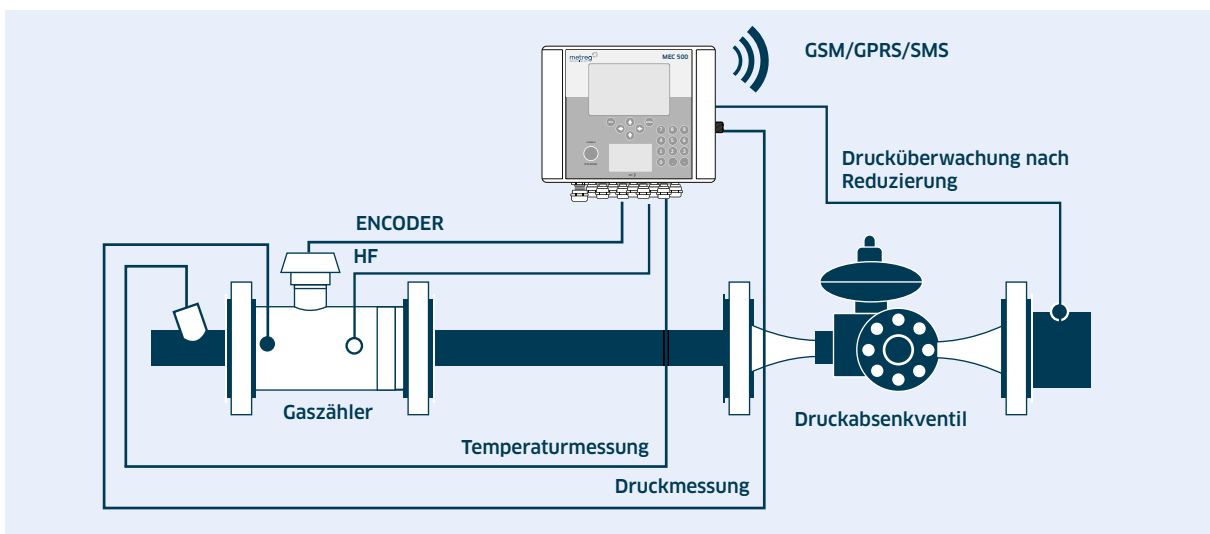 metreg
MEC 500
GSM/GPRS/SMS
Drucküberwachung nach
Reduzierung
ENCODER
HF
Gaszähler
Druckabsenkventil
Temperaturmessung
Druckmessung